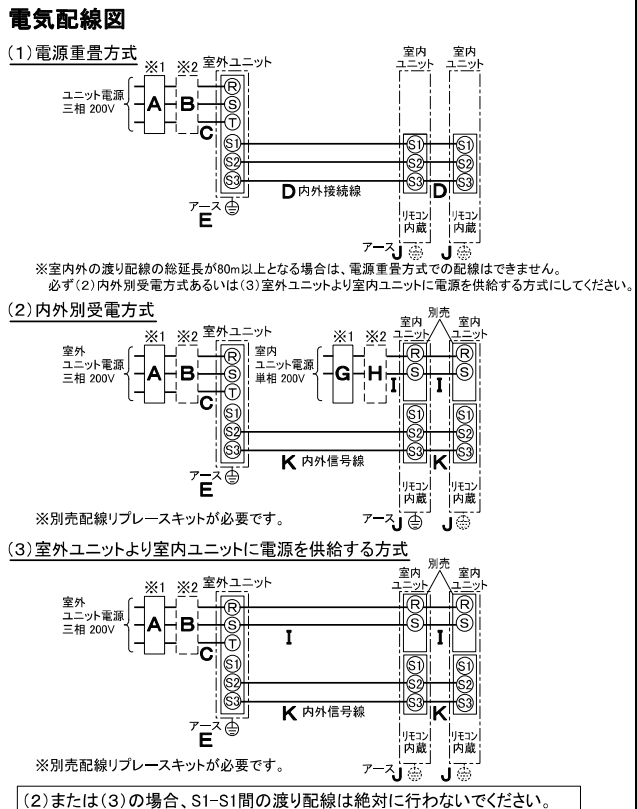 電気配線図
(1)電源重畳方式
※1 ※2 室外ユニット
室内ユニット 室内ユニット
ユニット電源
三相 200V
A B C
R
S
T
S1 S1 S1
S2 S2 S2
S3 S3 S3
D 内外接続線 D
アース
E
リモコン内蔵 リモコン内蔵
アース J J
※室内外の渡り配線の総延長が80m以上となる場合は、電源重畳方式での配線はできません。
必ず(2)内外別受電方式あるいは(3)室外ユニットより室内ユニットに電源を供給する方式にしてください。
(2)内外別受電方式
別売
※1 ※2 室外ユニット
※1 ※2 室内ユニット 室内ユニット
室外
ユニット電源
三相 200V
A B C
室内
ユニット電源
単相 200V
G H I I
R R R
S S S
T
S1 S1 S1
S2 S2 S2
S3 S3 S3
K 内外信号線 K
アース
E
リモコン内蔵 リモコン内蔵
※別売配線リプレースキットが必要です。
アース J J
(3)室外ユニットより室内ユニットに電源を供給する方式
別売
※1 ※2 室外ユニット
室内ユニット 室内ユニット
室外
ユニット電源
三相 200V
A B C
R R R
S S S
T
I I
S1 S1 S1
S2 S2 S2
S3 S3 S3
K 内外信号線 K
アース
E
リモコン内蔵 リモコン内蔵
※別売配線リプレースキットが必要です。
アース J J
(2)または(3)の場合、S1-S1間の渡り配線は絶対に行わないでください。